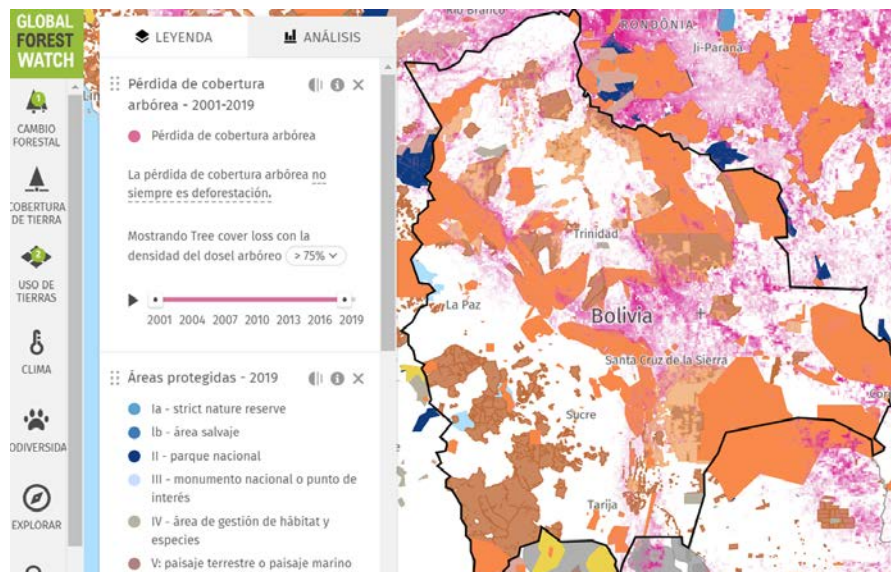 GLOBAL
FOREST
WATCH
CAMBIO
FORESTAL
COBERTURA
DE TIERRA
USO DE
TIERRAS
CLIMA
ODIVERSIDA
EXPLORAR
LEYENDA
ANÁLISIS
Pérdida de cobertura
arbórea - 2001-2019
Pérdida de cobertura arbórea
La pérdida de cobertura arbórea no
siempre es deforestación.
Mostrando Tree cover loss con la
densidad del dosel arbóreo > 75%
2001 2004 2007 2010 2013 2016 2019
Áreas protegidas - 2019
Ia - strict nature reserve
Ib - área salvaje
II - parque nacional
III - monumento nacional o punto de
interés
IV - área de gestión de hábitat y
especies
V: paisaje terrestre o paisaje marino
Rio Branco
RONDÔNIA
Ji-Paraná
Trinidad
La Paz
Bolivia
Santa Cruz de la Sierra
Sucre
Tarija